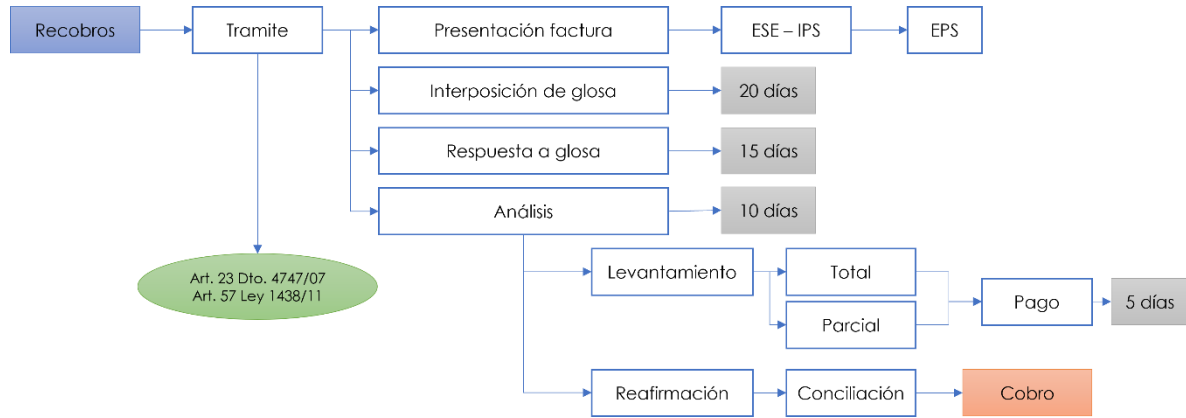 Recobros
Tramite
Presentación factura
ESE – IPS
EPS
Interposición de glosa
20 días
Respuesta a glosa
15 días
Análisis
10 días
Art. 23 Dto. 4747/07
Art. 57 Ley 1438/11
Levantamiento
Total
Parcial
Pago
5 días
Reafirmación
Conciliación
Cobro